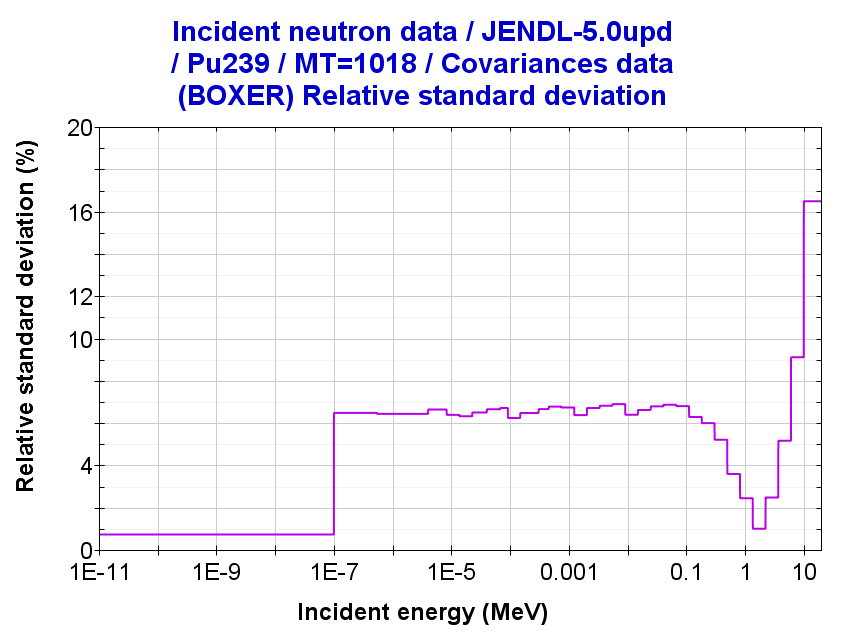 Incident neutron data / JENDL-5.0upd
/ Pu239 / MT=1018 / Covariances data
(BOXER) Relative standard deviation
Relative standard deviation (%)
20
16
12
10
4
0
1E-11 1E-9 1E-7 1E-5 0.001 0.1 1 10
Incident energy (MeV)